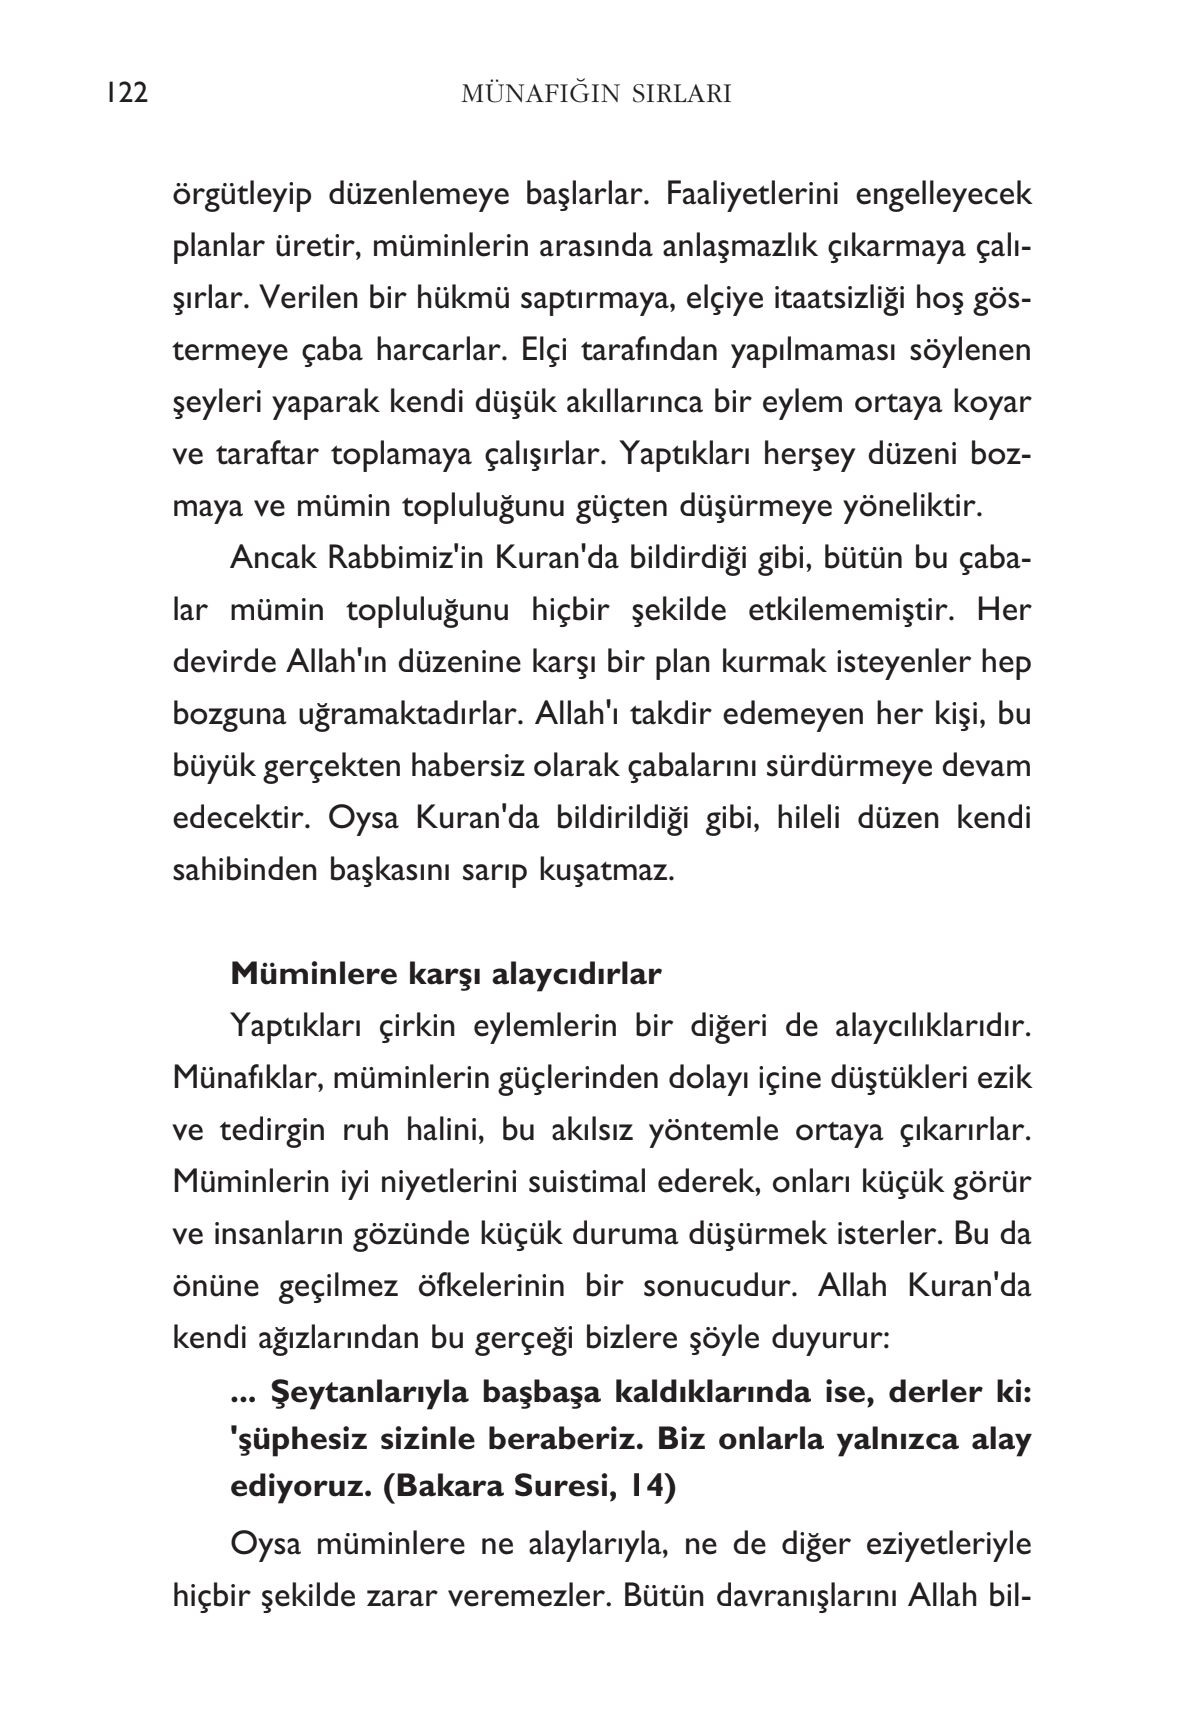 122
MÜNAFIĞIN SIRLARI
örgütleyip düzenlemeye başlarlar. Faaliyetlerini engelleyecek
planlar üretir, müminlerin arasında anlaşmazlık çıkarmaya çalı-
şırlar. Verilen bir hükmü saptırmaya, elçiye itaatsizliği hoş gös-
termeye çaba harcarlar. Elçi tarafından yapılmaması söylenen
şeyleri yaparak kendi düşük akıllarınca bir eylem ortaya koyar
ve taraftar toplamaya çalışırlar. Yaptıkları herşey düzeni boz-
maya ve mümin topluluğunu güçten düşürmeye yöneliktir.
Ancak Rabbimiz'in Kuran'da bildirdiği gibi, bütün bu çaba-
lar mümin topluluğunu hiçbir şekilde etkilememiştir. Her
devirde Allah'ın düzenine karşı bir plan kurmak isteyenler hep
bozguna uğramaktadırlar. Allah'ı takdir edemeyen her kişi, bu
büyük gerçekten habersiz olarak çabalarını sürdürmeye devam
edecektir. Oysa Kuran'da bildirildiği gibi, hileli düzen kendi
sahibinden başkasını sarıp kuşatmaz.
Müminlere karşı alaycıdırlar
Yaptıkları çirkin eylemlerin bir diğeri de alaycılıklarıdır.
Münafıklar, müminlerin güçlerinden dolayı içine düştükleri ezik
ve tedirgin ruh halini, bu akılsız yöntemle ortaya çıkarırlar.
Müminlerin iyi niyetlerini suistimal ederek, onları küçük görür
ve insanların gözünde küçük duruma düşürmek isterler. Bu da
önüne geçilmez öfkelerinin bir sonucudur. Allah Kuran'da
kendi ağızlarından bu gerçeği bizlere şöyle duyurur:
... Şeytanlarıyla başbaşa kaldıklarında ise, derler ki:
'şüphesiz sizinle beraberiz. Biz onlarla yalnızca alay
ediyoruz. (Bakara Suresi, 14)
Oysa müminlere ne alaylarıyla, ne de diğer eziyetleriyle
hiçbir şekilde zarar veremezler. Bütün davranışlarını Allah bil-